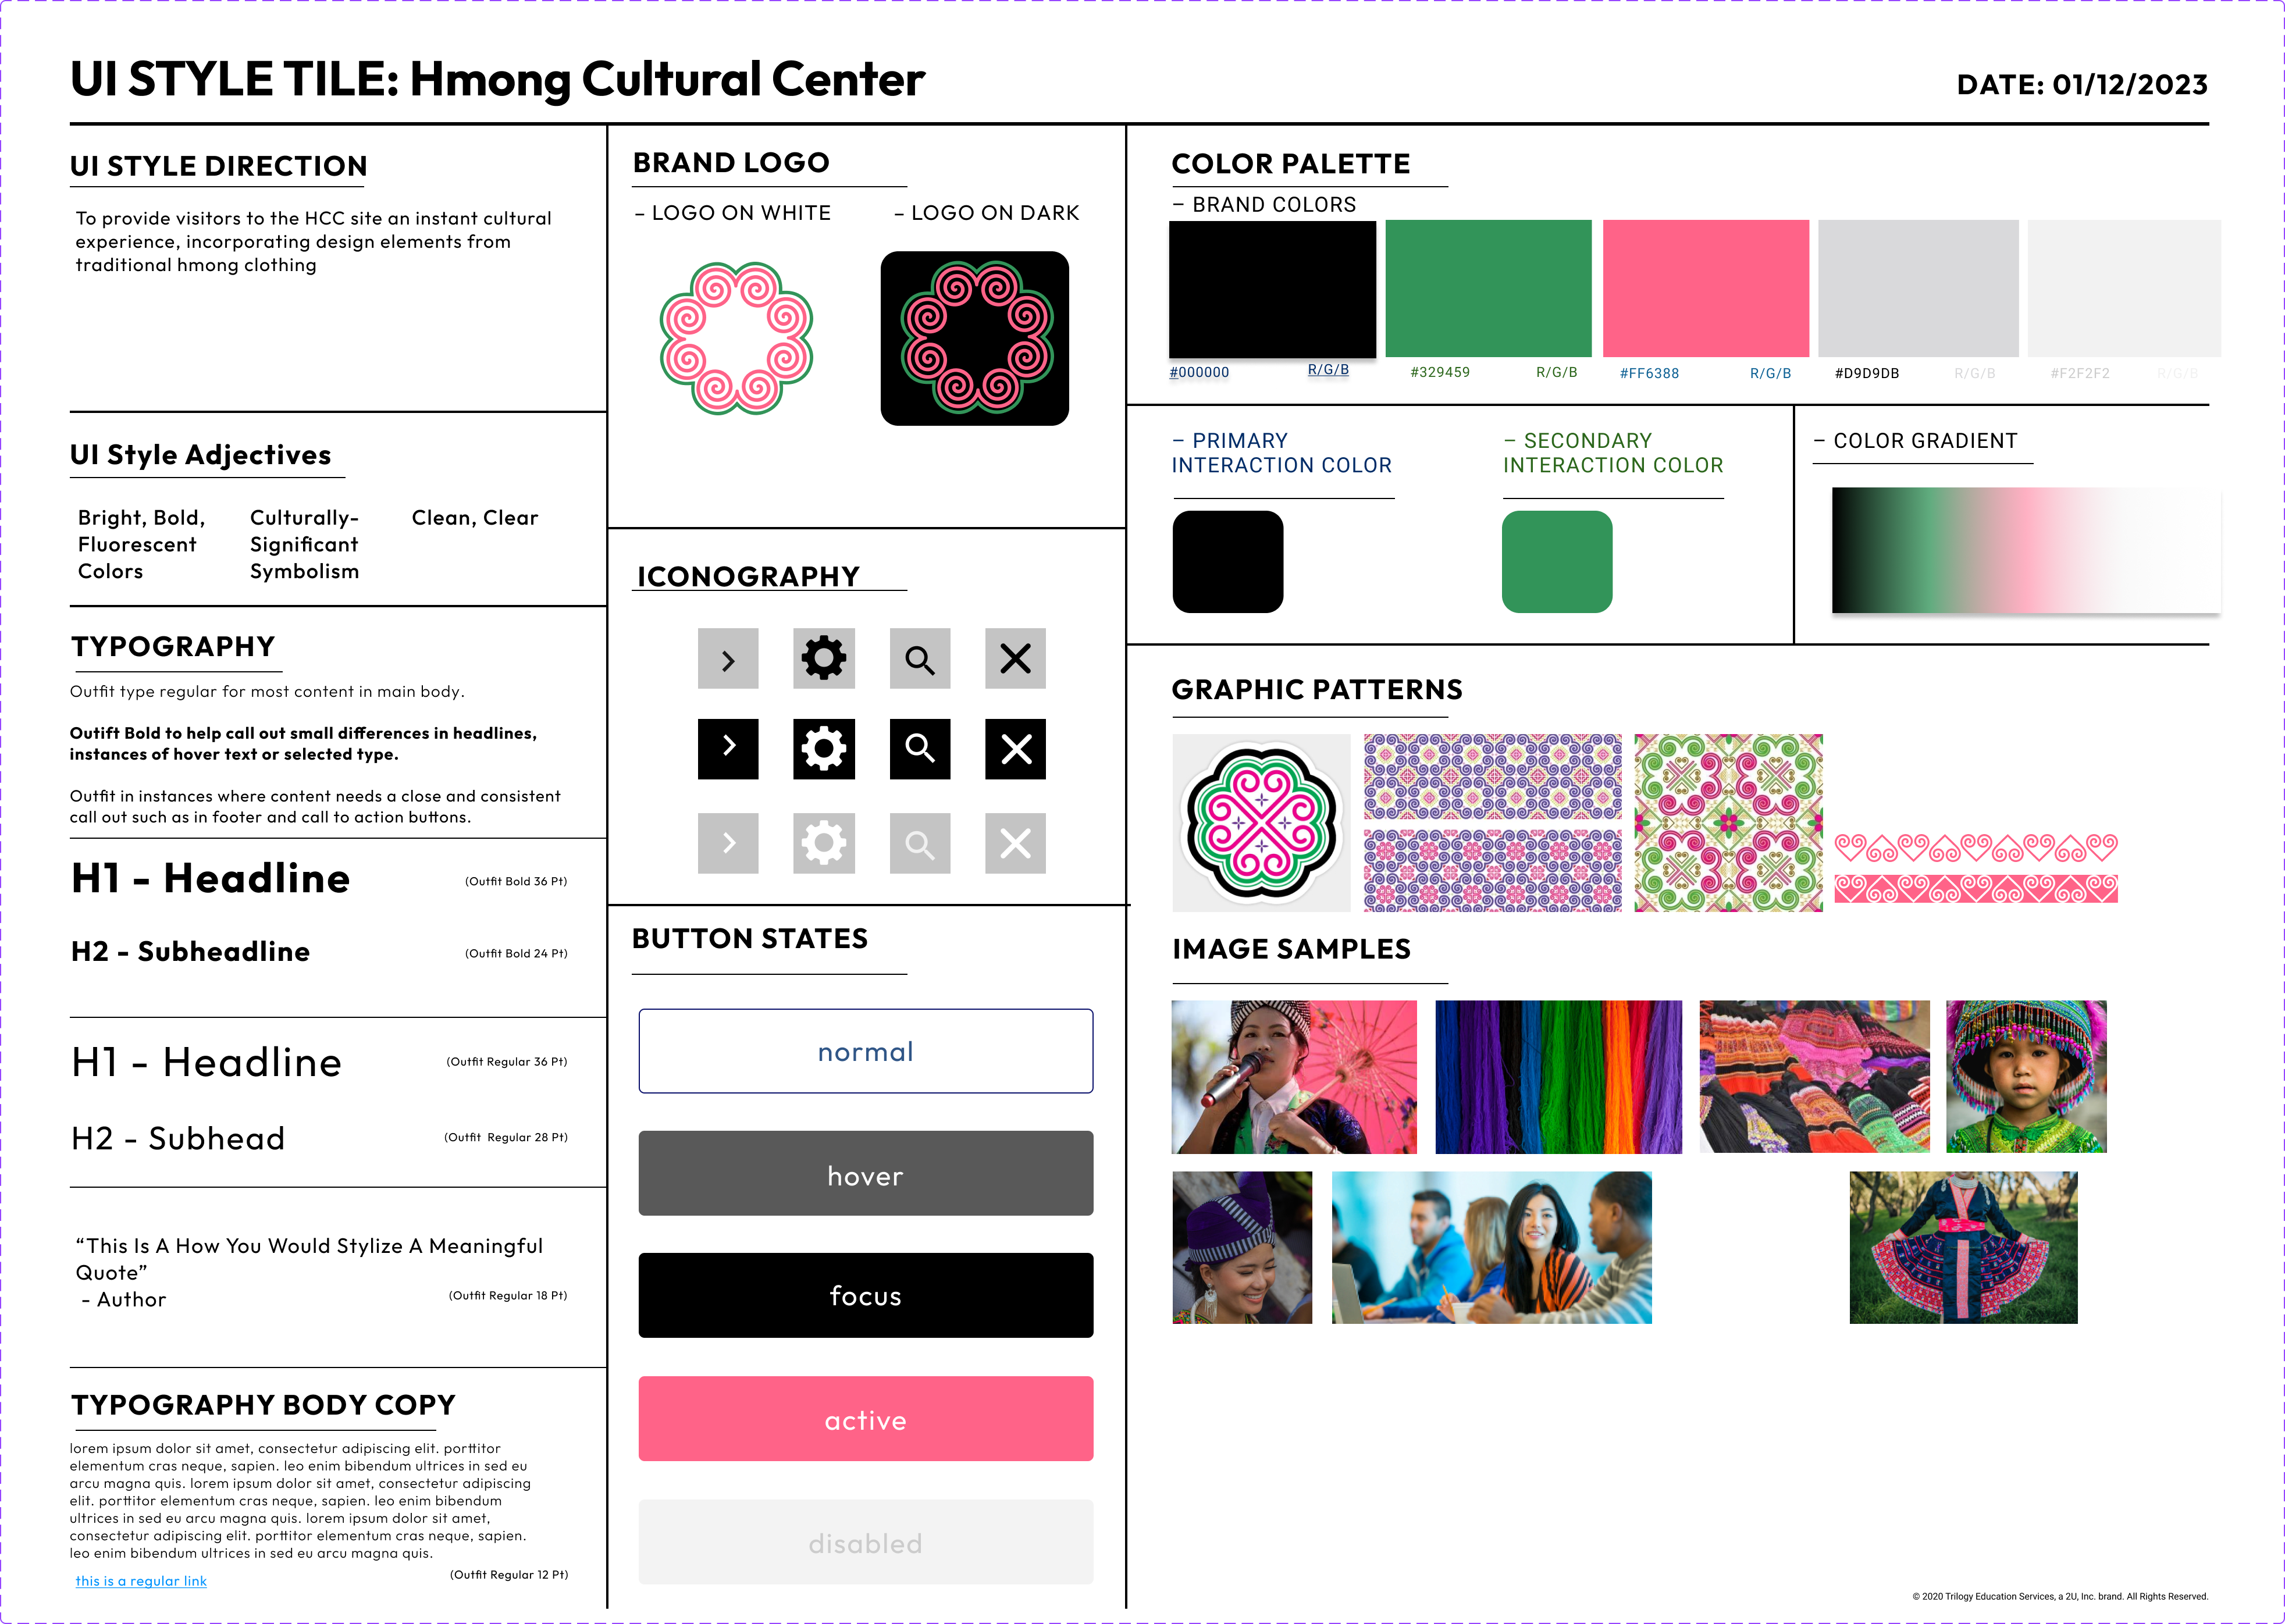 UI STYLE TILE: Hmong Cultural Center
DATE: 01/12/2023
UI STYLE DIRECTION
To provide visitors to the HCC site an instant cultural
experience, incorporating design elements from
traditional hmong clothing
UI Style Adjectives
Bright, Bold,
Fluorescent
Colors
Culturally-
Significant
Symbolism
Clean, Clear
TYPOGRAPHY
Outfit type regular for most content in main body.
Outift Bold to help call out small differences in headlines,
instances of hover text or selected type.
Outfit in instances where content needs a close and consistent
call out such as in footer and call to action buttons.
H1 - Headline
(Outfit Bold 36 Pt)
H2 - Subheadline
(Outfit Bold 24 Pt)
H1 - Headline
(Outfit Regular 36 Pt)
H2 - Subhead
(Outfit Regular 28 Pt)
“This Is A How You Would Stylize A Meaningful
Quote”
- Author
(Outfit Regular 18 Pt)
TYPOGRAPHY BODY COPY
lorem ipsum dolor sit amet, consectetur adipiscing elit. porttitor
elementum cras neque, sapien. leo enim bibendum ultrices in sed eu
arcu magna quis. lorem ipsum dolor sit amet, consectetur adipiscing
elit. porttitor elementum cras neque, sapien. leo enim bibendum
ultrices in sed eu arcu magna quis. lorem ipsum dolor sit amet,
consectetur adipiscing elit. porttitor elementum cras neque, sapien.
leo enim bibendum ultrices in sed eu arcu magna quis.
(Outfit Regular 12 Pt)
this is a regular link
BRAND LOGO
– LOGO ON WHITE
– LOGO ON DARK
ICONOGRAPHY
BUTTON STATES
normal
hover
focus
active
disabled
COLOR PALETTE
– BRAND COLORS
#000000
R/G/B
#329459
R/G/B
#FF6388
R/G/B
#D9D9DB
R/G/B
#F2F2F2
R/G/B
– PRIMARY
INTERACTION COLOR
– SECONDARY
INTERACTION COLOR
– COLOR GRADIENT
GRAPHIC PATTERNS
IMAGE SAMPLES
© 2020 Trilogy Education Services, a 2U, Inc. brand. All Rights Reserved.